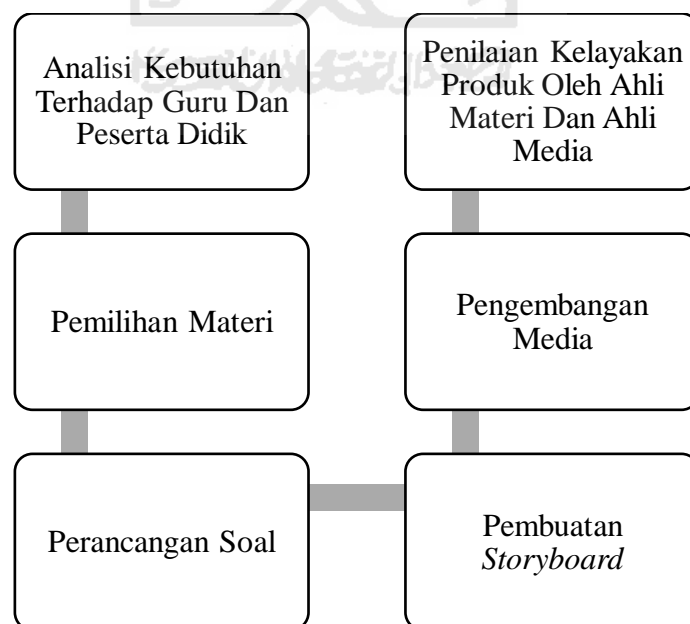 Analisi Kebutuhan
Terhadap Guru Dan
Peserta Didik
Pemilihan Materi
Perancangan Soal
Pembuatan
Storyboard
Pengembangan
Media
Penilaian Kelayakan
Produk Oleh Ahli
Materi Dan Ahli
Media